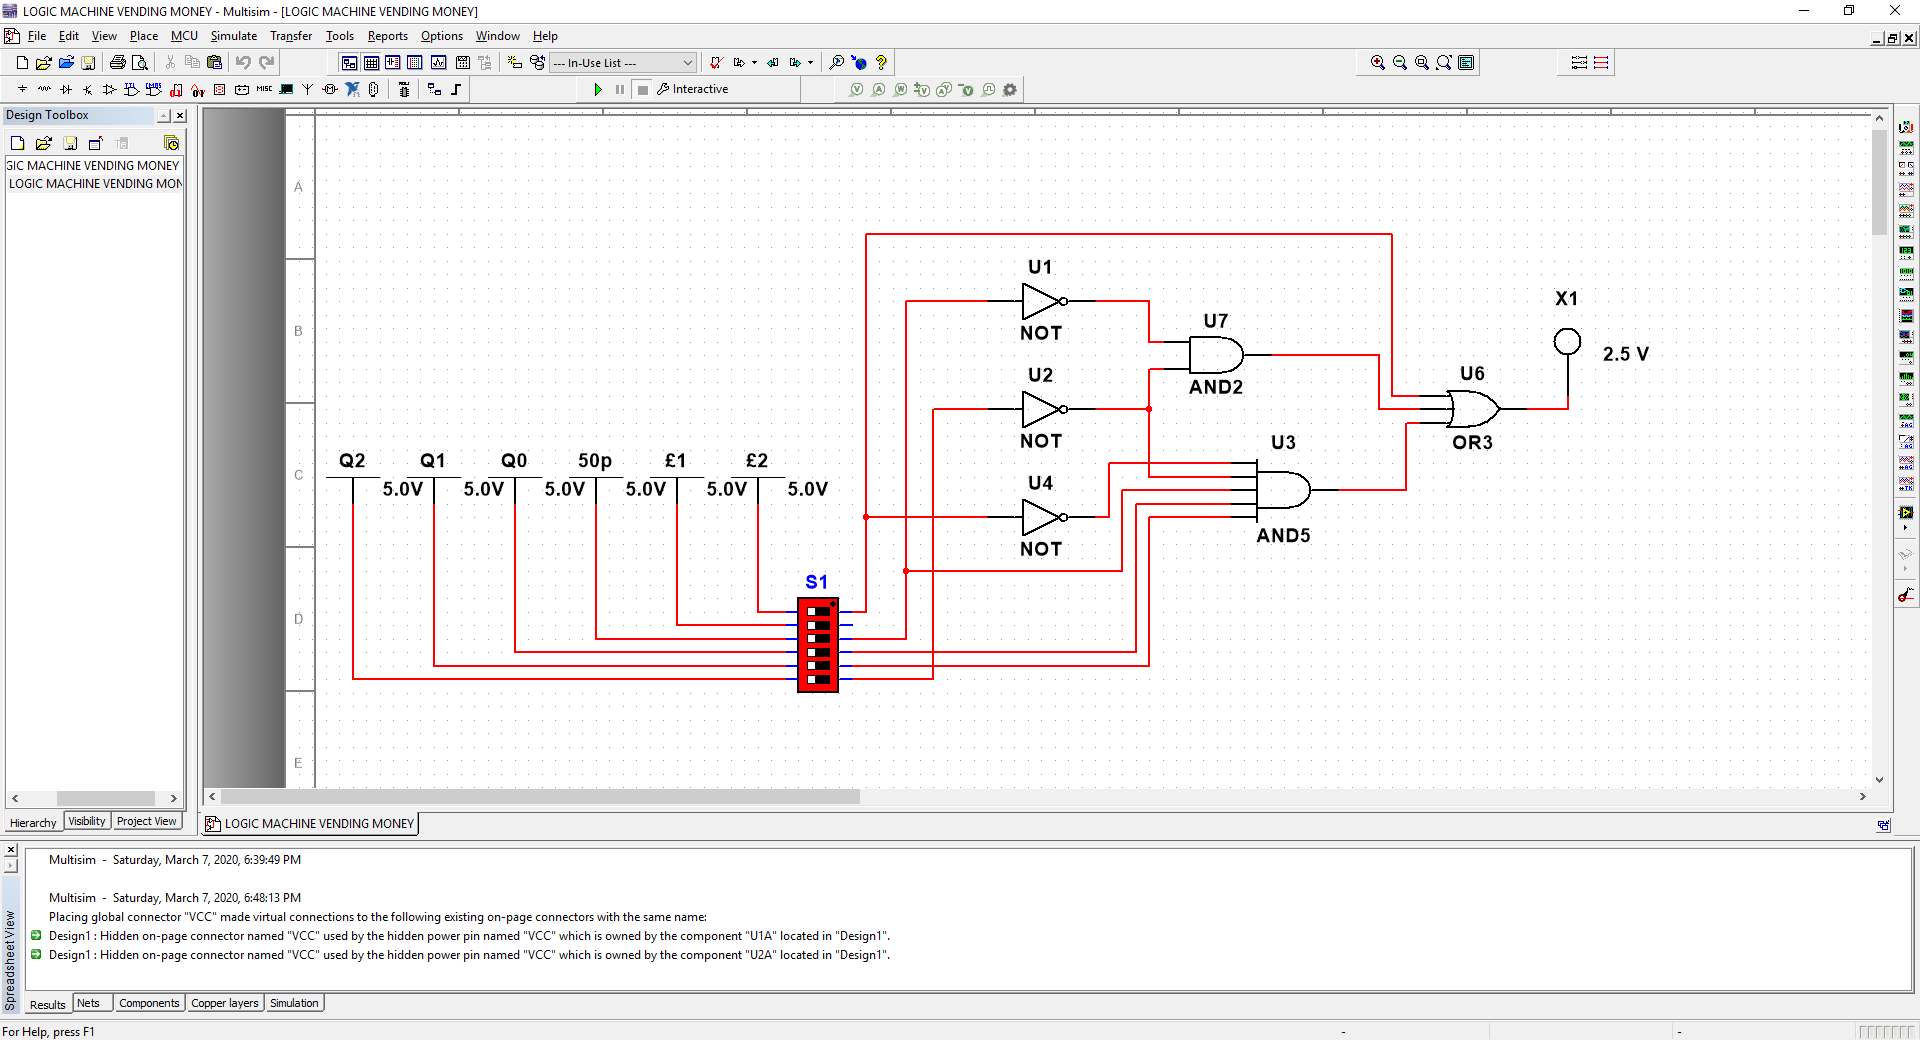 LOGIC MACHINE VENDING MONEY - Multisim - [LOGIC MACHINE VENDING MONEY]
File Edit View Place MCU Simulate Transfer Tools Reports Options Window Help
--- In-Use List ---
Interactive
Design Toolbox
GIC MACHINE VENDING MONEY
LOGIC MACHINE VENDING MON
Hierarchy Visibility Project View
A
B
C
D
E
U1
NOT
U2
NOT
U4
NOT
U7
AND2
U3
AND5
U6
OR3
X1
2.5 V
Q2 Q1 Q0 50p £1 £2
5.0V 5.0V 5.0V 5.0V 5.0V 5.0V
S1
LOGIC MACHINE VENDING MONEY
Multisim - Saturday, March 7, 2020, 6:39:49 PM
Multisim - Saturday, March 7, 2020, 6:48:13 PM
Placing global connector "VCC" made virtual connections to the following existing on-page connectors with the same name:
Design1 : Hidden on-page connector named "VCC" used by the hidden power pin named "VCC" which is owned by the component "U1A" located in "Design1".
Design1 : Hidden on-page connector named "VCC" used by the hidden power pin named "VCC" which is owned by the component "U2A" located in "Design1".
Spreadsheet View
Results Nets Components Copper layers Simulation
For Help, press F1
- -